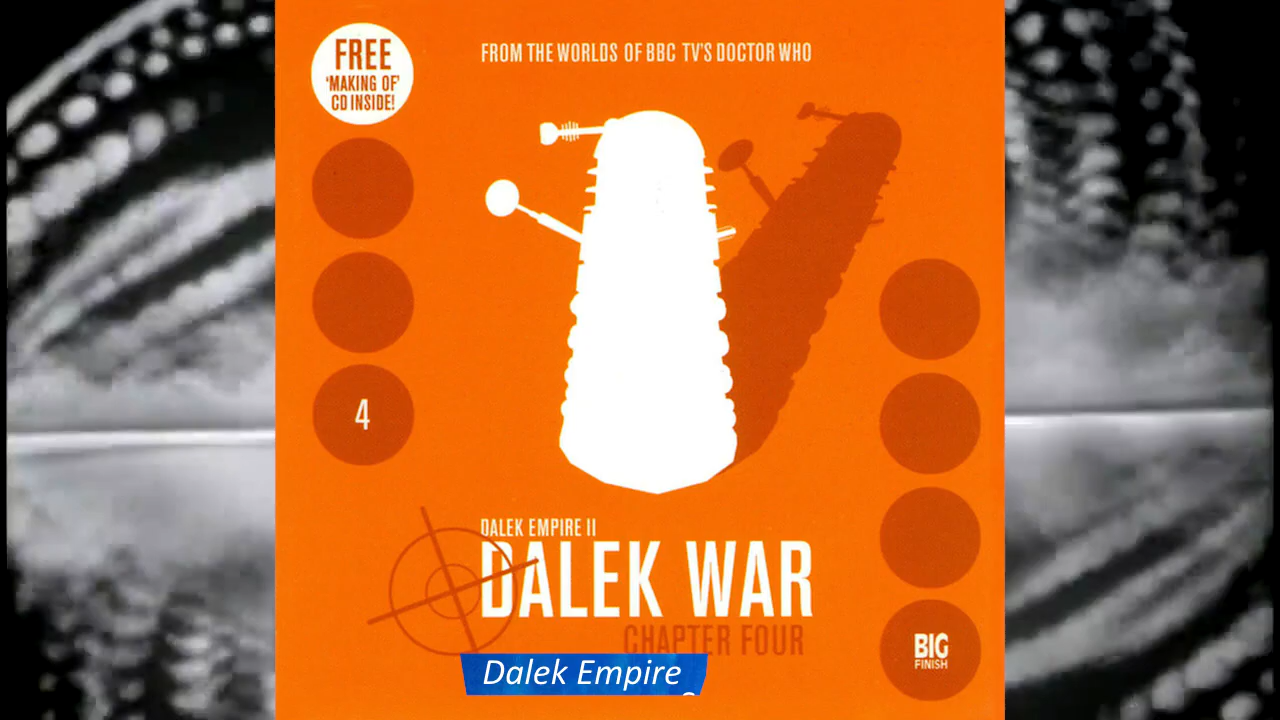 FREE
'MAKING OF'
CD INSIDE!
FROM THE WORLDS OF BBC TV'S DOCTOR WHO
4
DALEK EMPIRE II
DALEK WAR
CHAPTER FOUR
BIG
FINISH
Dalek Empire